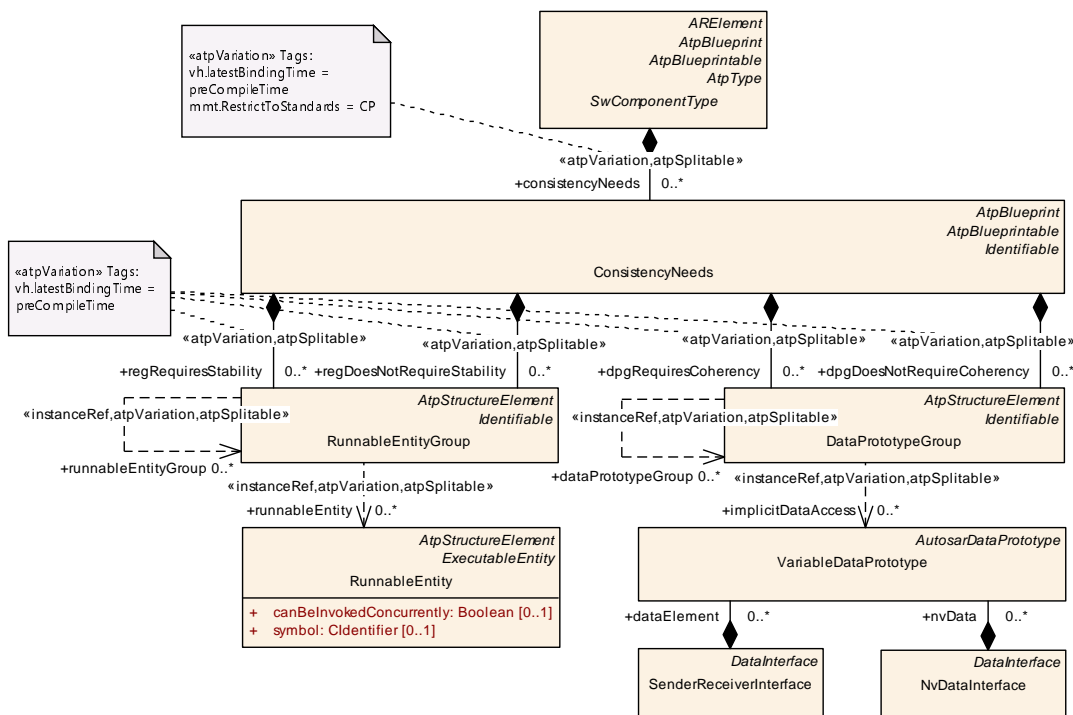 «atpVariation» Tags:
vh.latestBindingTime =
preCompileTime
mmt.RestrictToStandards = CP
ARElement
AtpBlueprint
AtpBlueprintable
AtpType
SwComponentType
«atpVariation,atpSplitable»
+consistencyNeeds 0..*
AtpBlueprint
AtpBlueprintable
Identifiable
ConsistencyNeeds
«atpVariation» Tags:
vh.latestBindingTime =
preCompileTime
«atpVariation,atpSplitable» «atpVariation,atpSplitable» «atpVariation,atpSplitable» «atpVariation,atpSplitable»
+regRequiresStability 0..* +regDoesNotRequireStability 0..* +dpgRequiresCoherency 0..* +dpgDoesNotRequireCoherency 0..*
AtpStructureElement
Identifiable
RunnableEntityGroup
«instanceRef,atpVariation,atpSplitable»
+runnableEntityGroup 0..*
AtpStructureElement
Identifiable
DataPrototypeGroup
«instanceRef,atpVariation,atpSplitable»
+dataPrototypeGroup 0..*
«instanceRef,atpVariation,atpSplitable»
+runnableEntity 0..*
«instanceRef,atpVariation,atpSplitable»
+implicitDataAccess 0..*
AtpStructureElement
ExecutableEntity
RunnableEntity
+ canBeInvokedConcurrently: Boolean [0..1]
+ symbol: CIdentifier [0..1]
AutosarDataPrototype
VariableDataPrototype
+dataElement 0..* +nvData 0..*
DataInterface
SenderReceiverInterface
DataInterface
NvDataInterface